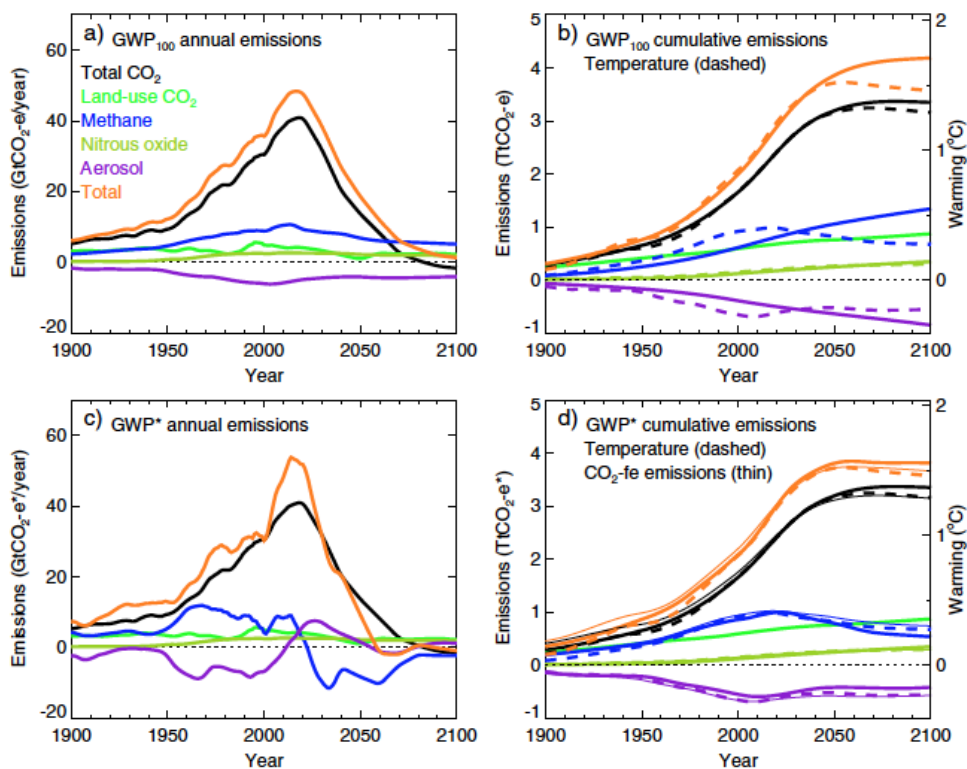 a) GWP₁₀₀ annual emissions
Total CO₂
Land-use CO₂
Methane
Nitrous oxide
Aerosol
Total
Emissions (GtCO₂-e/year)
60
40
20
0
-20
1900
1950
2000
2050
2100
Year
b) GWP₁₀₀ cumulative emissions
Temperature (dashed)
Emissions (TtCO₂-e)
5
4
3
2
1
0
-1
2
1
0
Warming (°C)
1900
1950
2000
2050
2100
Year
c) GWP* annual emissions
Emissions (GtCO₂-e*/year)
60
40
20
0
-20
1900
1950
2000
2050
2100
Year
d) GWP* cumulative emissions
Temperature (dashed)
CO₂-fe emissions (thin)
Emissions (TtCO₂-e*)
5
4
3
2
1
0
-1
2
1
0
Warming (°C)
1900
1950
2000
2050
2100
Year